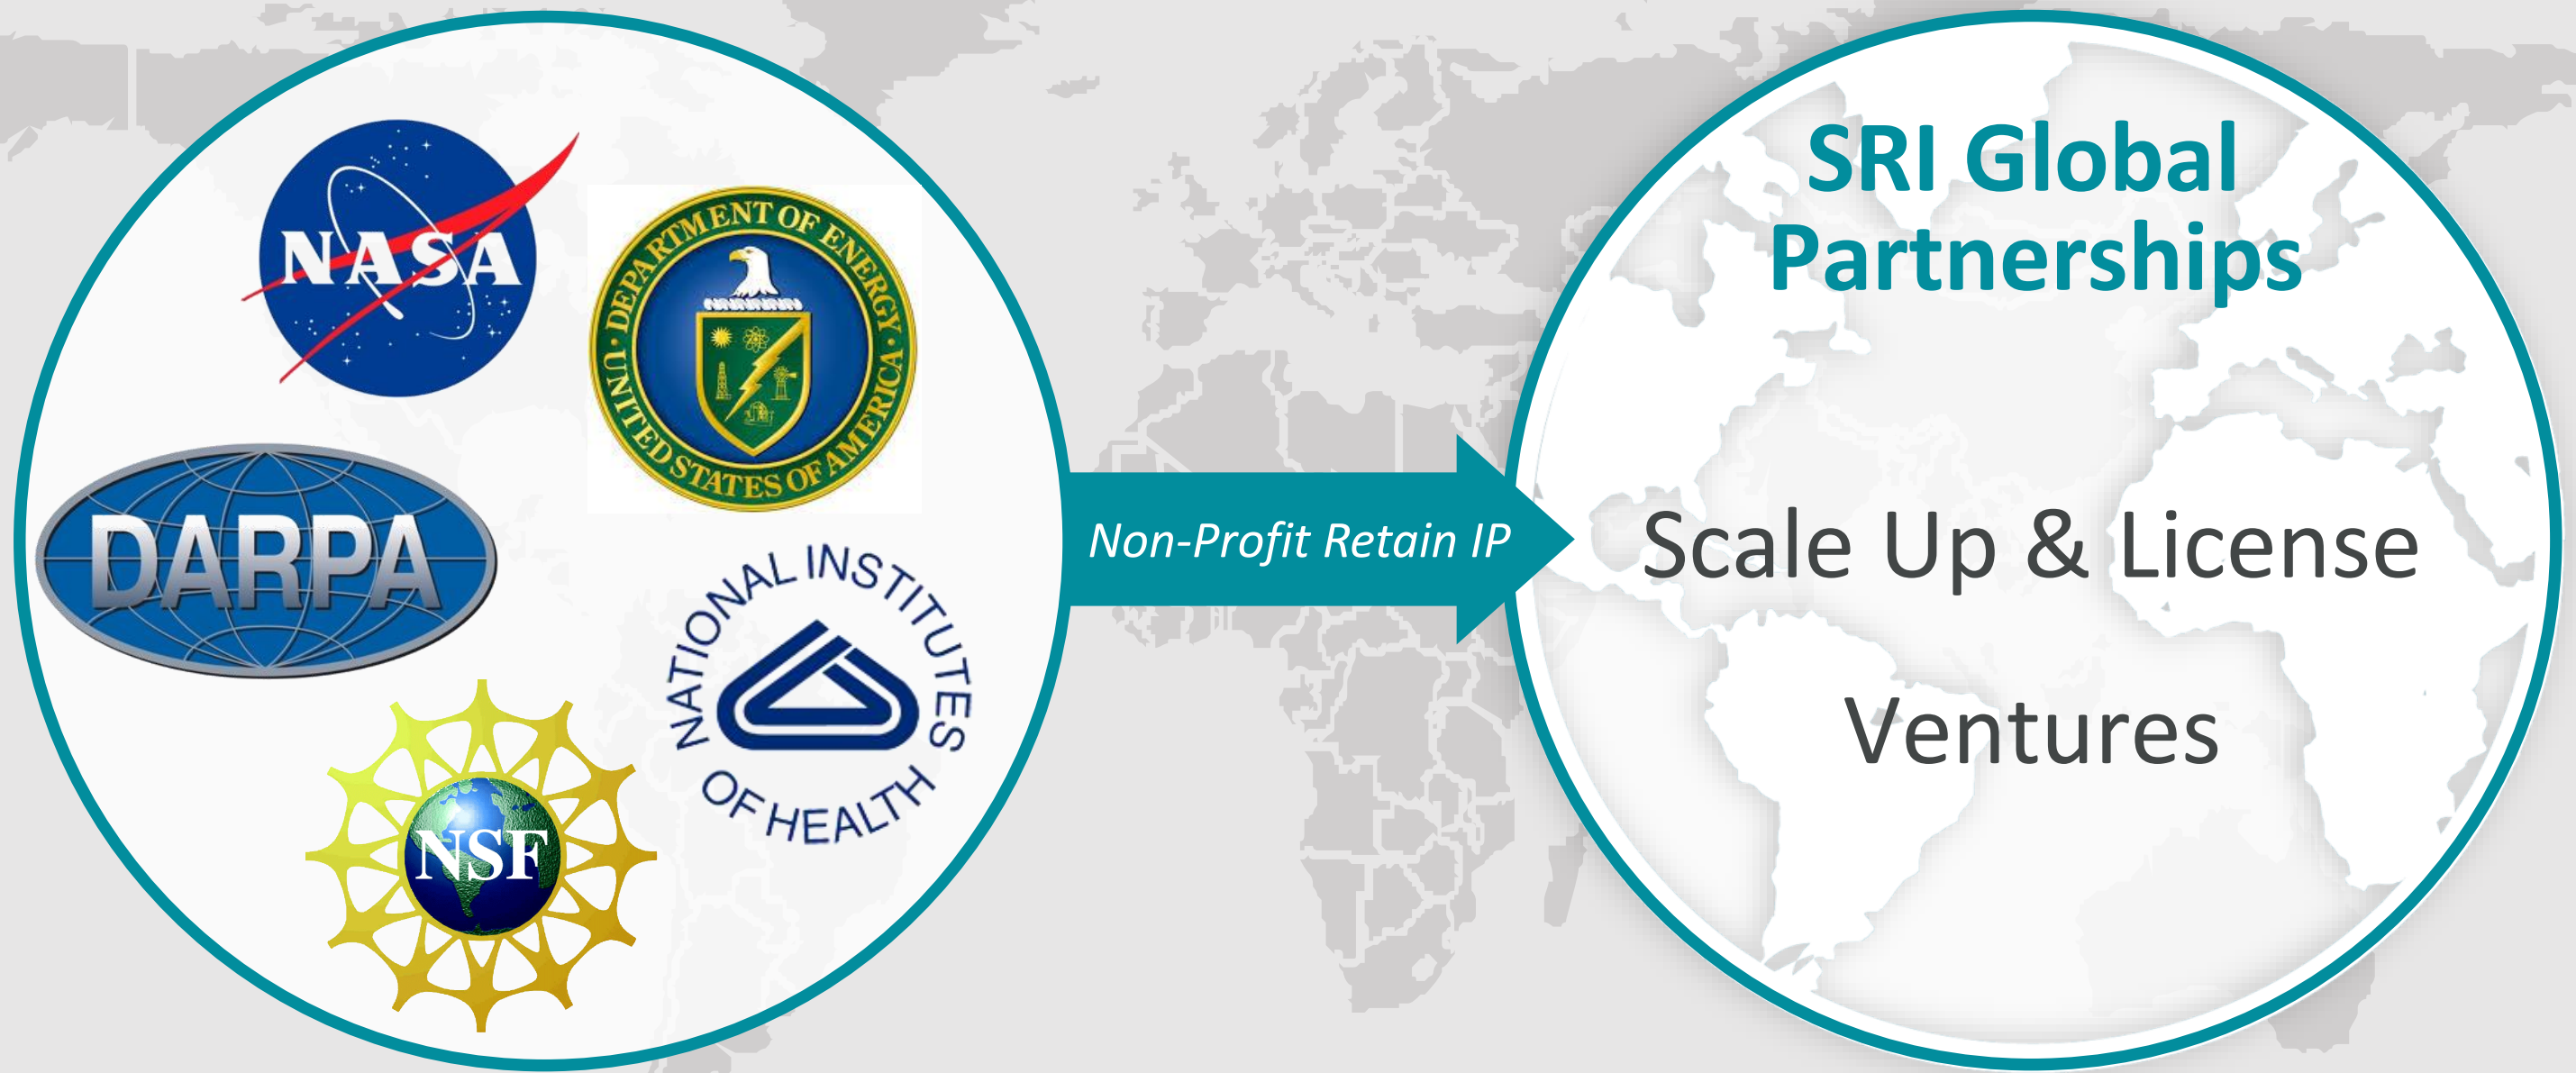 NASA
DEPARTMENT OF ENERGY
UNITED STATES OF AMERICA
DARPA
NATIONAL INSTITUTES
OF HEALTH
NSF
Non-Profit Retain IP
SRI Global
Partnerships
Scale Up & License
Ventures